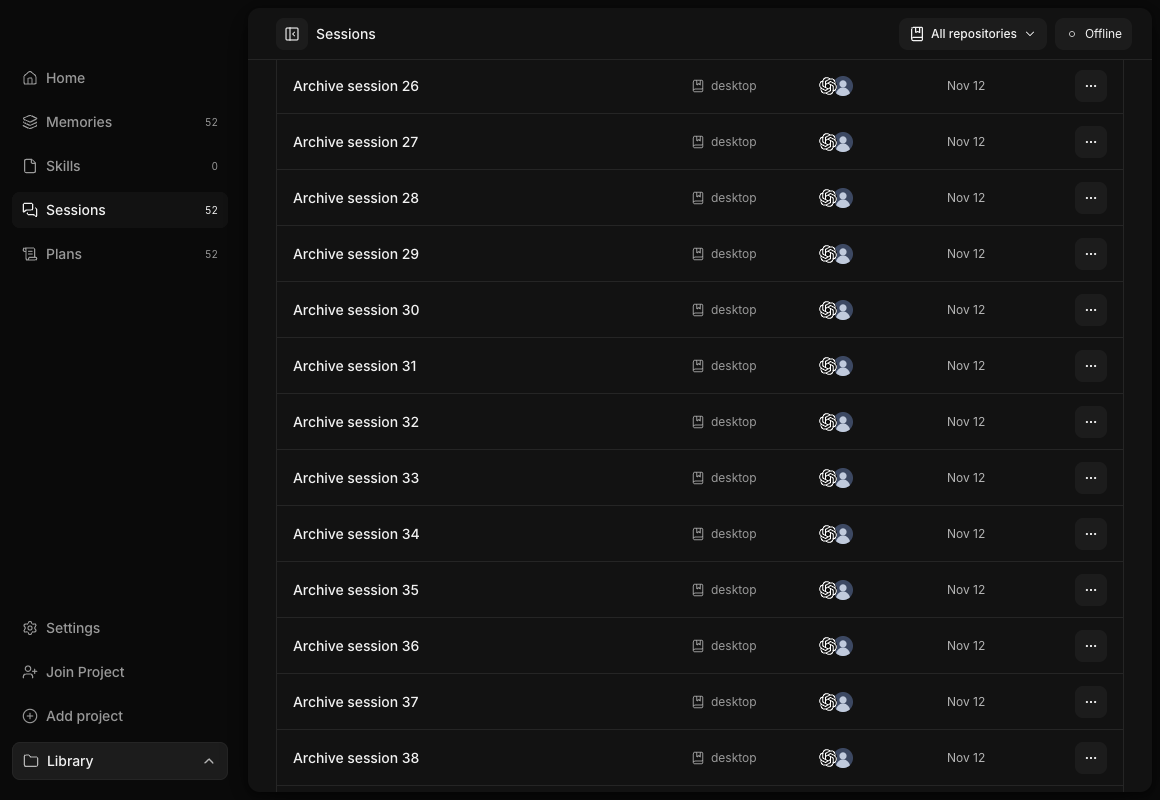 Sessions
All repositories
Offline
Home
Memories 52
Skills 0
Sessions 52
Plans 52
Settings
Join Project
Add project
Library
Archive session 26 desktop Nov 12
Archive session 27 desktop Nov 12
Archive session 28 desktop Nov 12
Archive session 29 desktop Nov 12
Archive session 30 desktop Nov 12
Archive session 31 desktop Nov 12
Archive session 32 desktop Nov 12
Archive session 33 desktop Nov 12
Archive session 34 desktop Nov 12
Archive session 35 desktop Nov 12
Archive session 36 desktop Nov 12
Archive session 37 desktop Nov 12
Archive session 38 desktop Nov 12